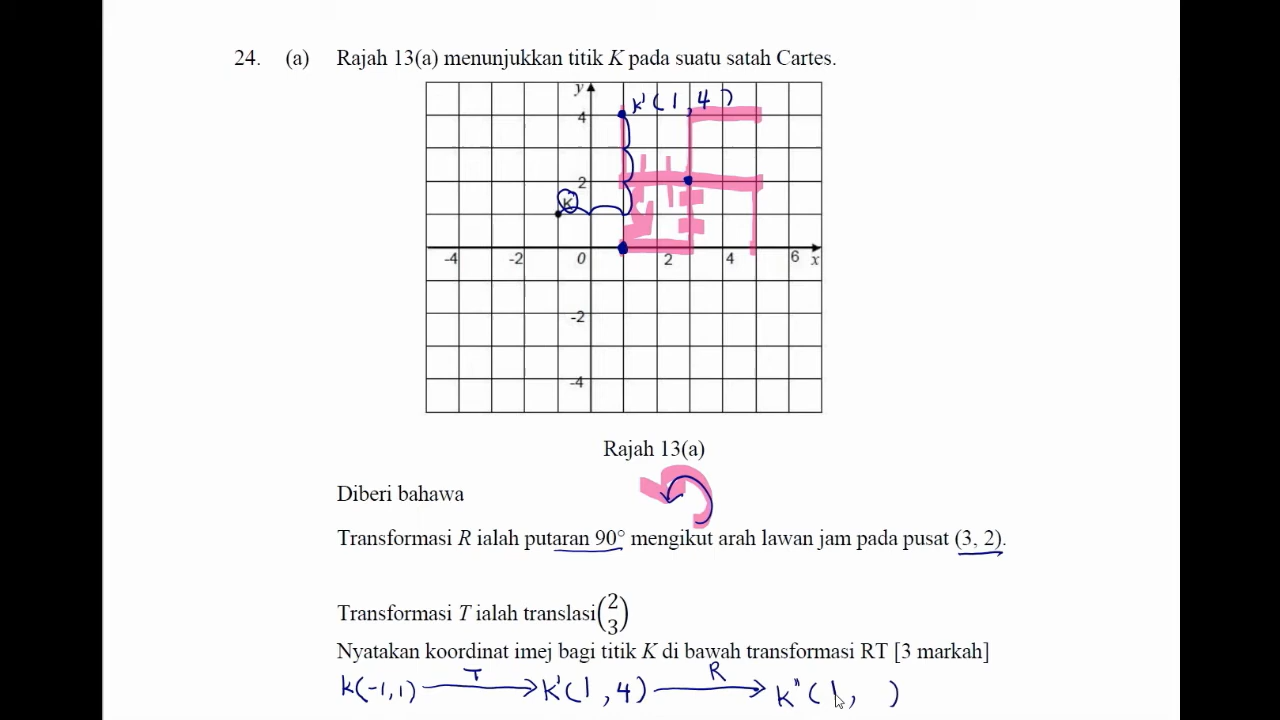 24. (a) Rajah 13(a) menunjukkan titik K pada suatu satah Cartes.
y
K'(1, 4)
4
2
K
-4 -2 0 2 4 6 x
-2
-4
Rajah 13(a)
Diberi bahawa
Transformasi R ialah putaran 90° mengikut arah lawan jam pada pusat (3, 2).
Transformasi T ialah translasi(2 3)
Nyatakan koordinat imej bagi titik K di bawah transformasi RT [3 markah]
T R
K(-1,1) → K'(1, 4) → K"(1, )